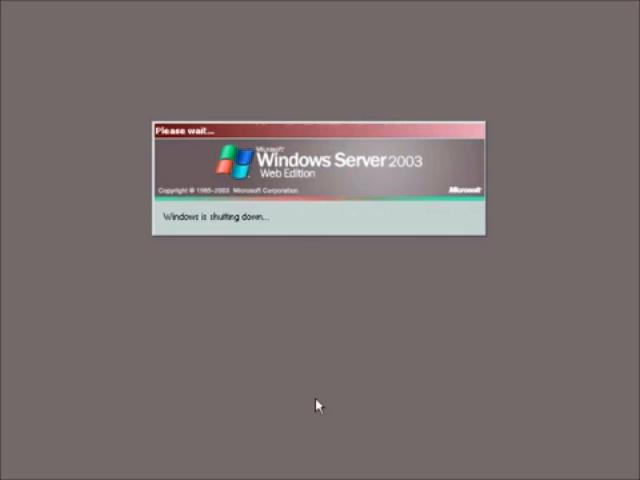 Please wait...
Microsoft
Windows Server 2003
Web Edition
Copyright © 1985-2003 Microsoft Corporation
Microsoft
Windows is shutting down...